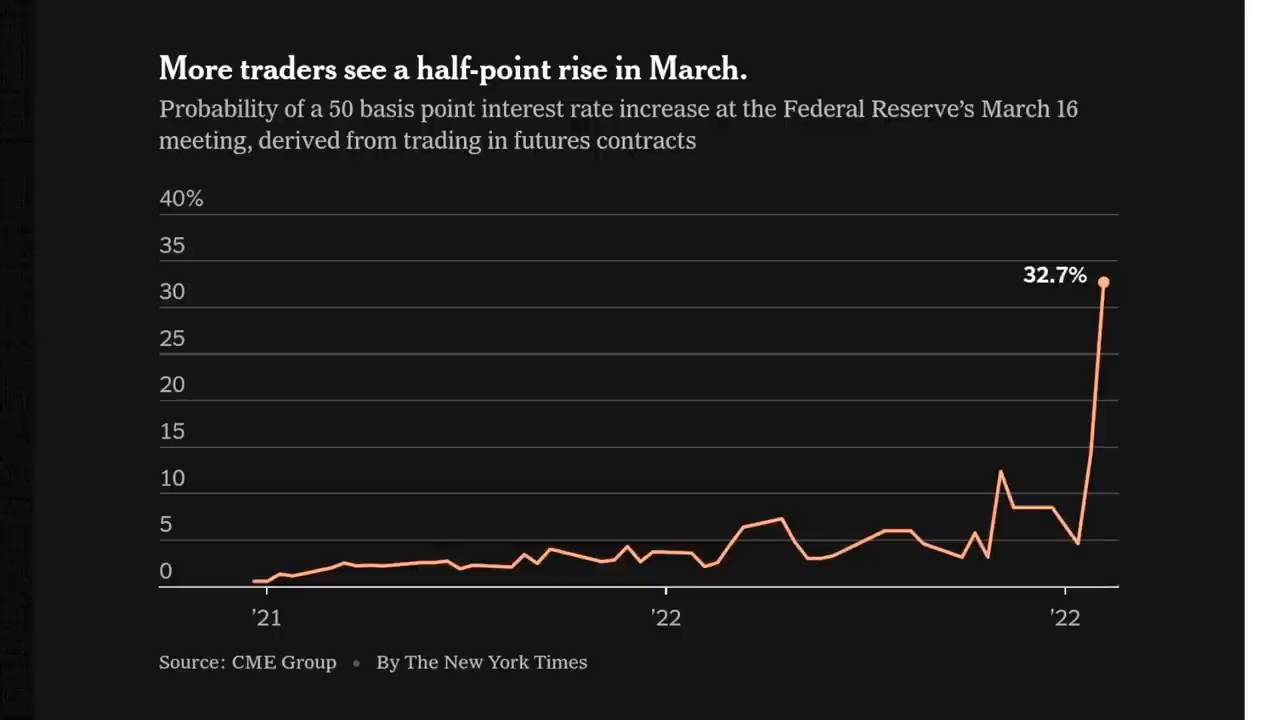 More traders see a half-point rise in March.
Probability of a 50 basis point interest rate increase at the Federal Reserve’s March 16
meeting, derived from trading in futures contracts
40%
35
32.7%
30
25
20
15
10
5
0
’21 ’22 ’22
Source: CME Group • By The New York Times